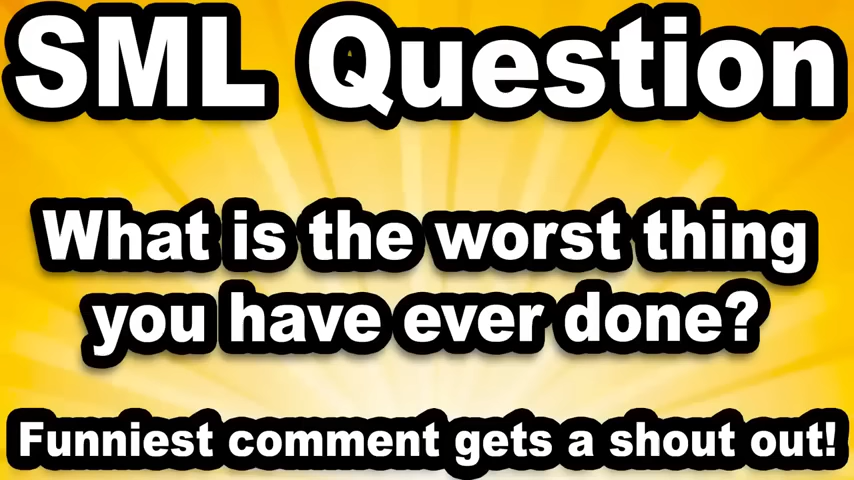 SML Question
What is the worst thing
you have ever done?
Funniest comment gets a shout out!